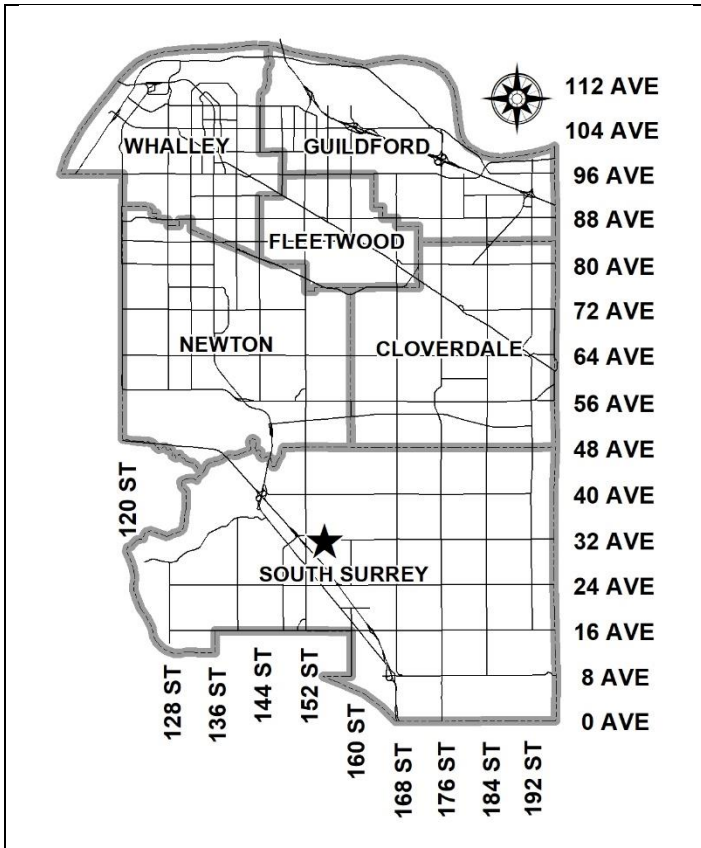 112 AVE
104 AVE
WHALLEY
GUILDFORD
96 AVE
88 AVE
FLEETWOOD
80 AVE
72 AVE
NEWTON
CLOVERDALE
64 AVE
56 AVE
48 AVE
120 ST
40 AVE
32 AVE
SOUTH SURREY
24 AVE
16 AVE
8 AVE
0 AVE
128 ST
136 ST
144 ST
152 ST
160 ST
168 ST
176 ST
184 ST
192 ST